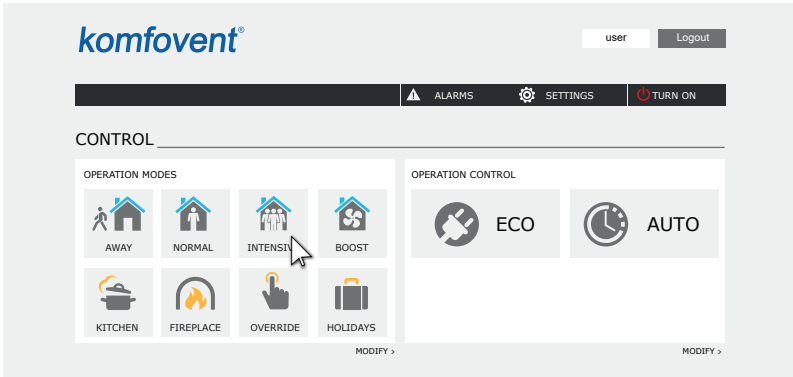 komfovent®
user Logout
ALARMS SETTINGS TURN ON
CONTROL
OPERATION MODES
AWAY NORMAL INTENSIV BOOST
KITCHEN FIREPLACE OVERRIDE HOLIDAYS
MODIFY >
OPERATION CONTROL
ECO AUTO
MODIFY >